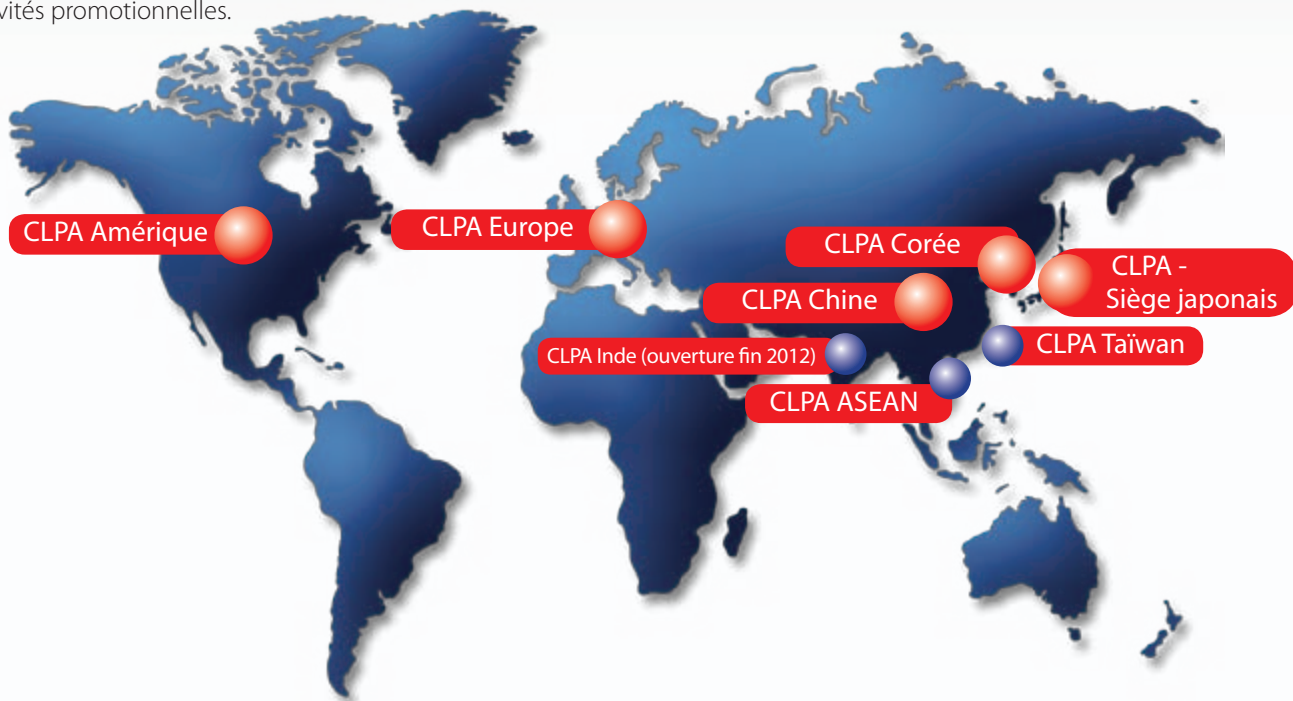 vités promotionnelles.
CLPA Amérique
CLPA Europe
CLPA Corée
CLPA -
Siège japonais
CLPA Chine
CLPA Taïwan
CLPA Inde (ouverture fin 2012)
CLPA ASEAN